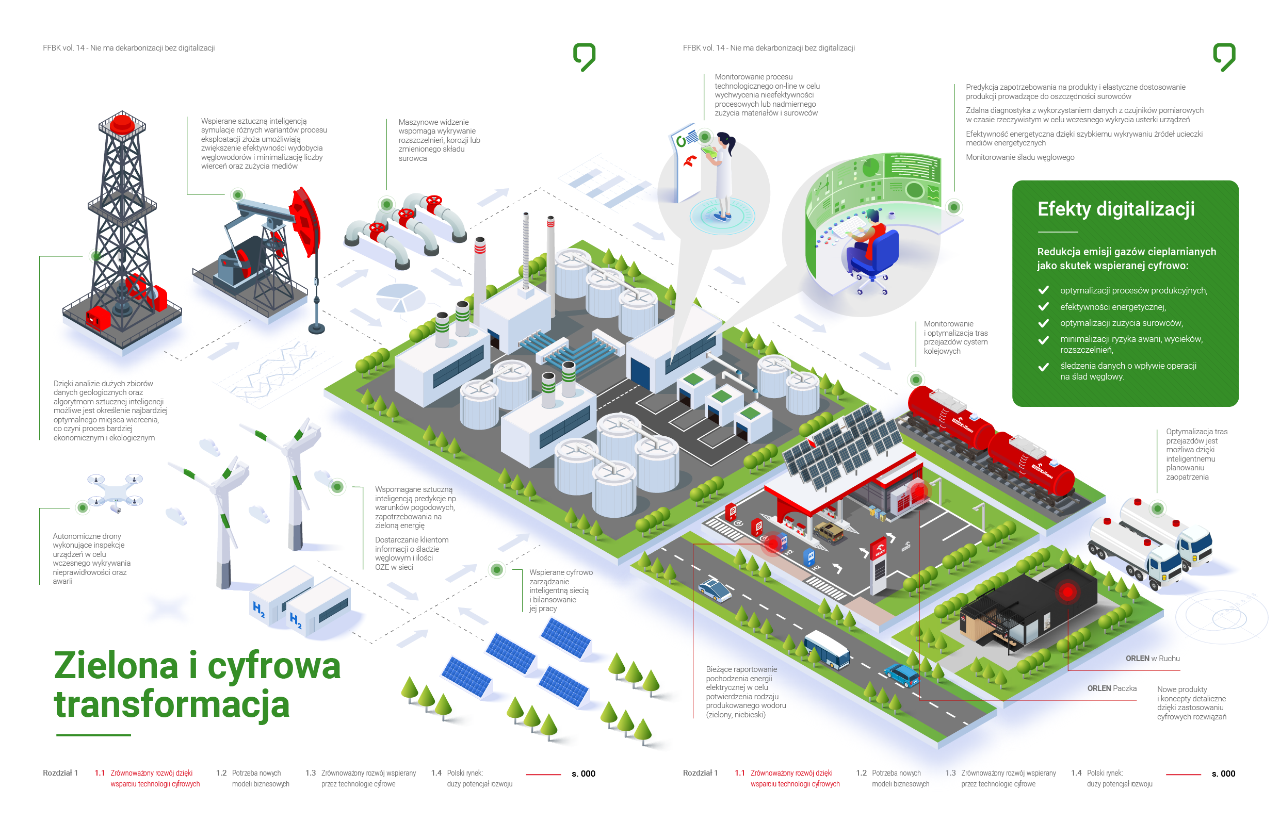 FFBK vol. 14 - Nie ma dekarbonizacji bez digitalizacji
Wspierane sztuczną inteligencją
symulacje różnych wariantów procesu
eksploatacji złoża umożliwiają
zwiększenie efektywności wydobycia
węglowodorów i minimalizację liczby
wierceń oraz zużycia mediów
Maszynowe widzenie
wspomaga wykrywanie
rozszczelnień, korozji lub
zmienionego składu
surowca
Dzięki analizie dużych zbiorów
danych geologicznych oraz
algorytmom sztucznej inteligencji
możliwe jest określenie najbardziej
optymalnego miejsca wiercenia,
co czyni proces bardziej
ekonomicznym i ekologicznym
Autonomiczne drony
wykonujące inspekcje
urządzeń w celu
wczesnego wykrywania
nieprawidłowości oraz
awarii
Wspomagane sztuczną
inteligencją predykcje np.
warunków pogodowych,
zapotrzebowania na
zieloną energię
Dostarczanie klientom
informacji o śladzie
węglowym i ilości
OZE w sieci
Wspierane cyfrowo
zarządzanie
inteligentną siecią
i bilansowanie
jej pracy
H2
H2
Zielona i cyfrowa
transformacja
Rozdział 1
1.1 Zrównoważony rozwój dzięki
wsparciu technologii cyfrowych
1.2 Potrzeba nowych
modeli biznesowych
1.3 Zrównoważony rozwój wspierany
przez technologie cyfrowe
1.4 Polski rynek:
duży potencjał rozwoju
s. 000
FFBK vol. 14 - Nie ma dekarbonizacji bez digitalizacji
Monitorowanie procesu
technologicznego on-line w celu
wychwycenia nieefektywności
procesowych lub nadmiernego
zużycia materiałów i surowców
Predykcja zapotrzebowania na produkty i elastyczne dostosowanie
produkcji prowadzące do oszczędności surowców
Zdalna diagnostyka z wykorzystaniem danych z czujników pomiarowych
w czasie rzeczywistym w celu wczesnego wykrycia usterki urządzeń
Efektywność energetyczna dzięki szybkiemu wykrywaniu źródeł ucieczki
mediów energetycznych
Monitorowanie śladu węglowego
Efekty digitalizacji
Redukcja emisji gazów cieplarnianych
jako skutek wspieranej cyfrowo:
optymalizacji procesów produkcyjnych,
efektywności energetycznej,
optymalizacji zużycia surowców,
minimalizacji ryzyka awarii, wycieków,
rozszczelnień,
śledzenia danych o wpływie operacji
na ślad węglowy.
Monitorowanie
i optymalizacja tras
przejazdów cystern
kolejowych
Optymalizacja tras
przejazdów jest
możliwa dzięki
inteligentnemu
planowaniu
zaopatrzenia
Bieżące raportowanie
pochodzenia energii
elektrycznej w celu
potwierdzenia rodzaju
produkowanego wodoru
(zielony, niebieski)
ORLEN w Ruchu
ORLEN Paczka
Nowe produkty
i koncepty detaliczne
dzięki zastosowaniu
cyfrowych rozwiązań
Rozdział 1
1.1 Zrównoważony rozwój dzięki
wsparciu technologii cyfrowych
1.2 Potrzeba nowych
modeli biznesowych
1.3 Zrównoważony rozwój wspierany
przez technologie cyfrowe
1.4 Polski rynek:
duży potencjał rozwoju
s. 000